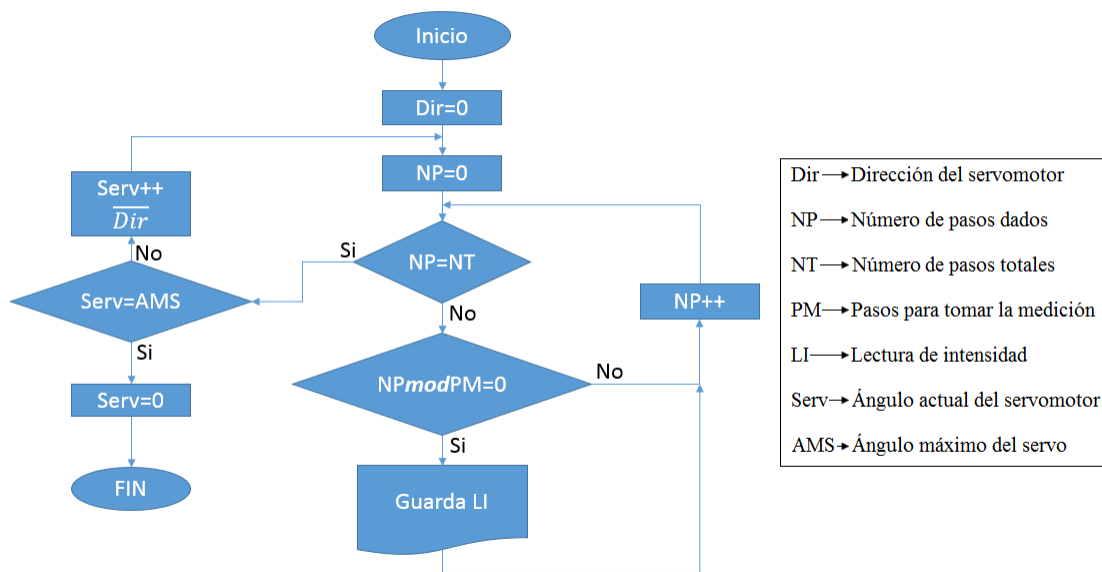 Inicio
Dir=0
NP=0
Serv++
Dir
No
Si
NP=NT
Serv=AMS
No
NP++
Si
NPmodPM=0
No
Serv=0
Si
FIN
Guarda LI
Dir→Dirección del servomotor
NP→Número de pasos dados
NT→Número de pasos totales
PM→Pasos para tomar la medición
LI→Lectura de intensidad
Serv→Ángulo actual del servomotor
AMS→Ángulo máximo del servo